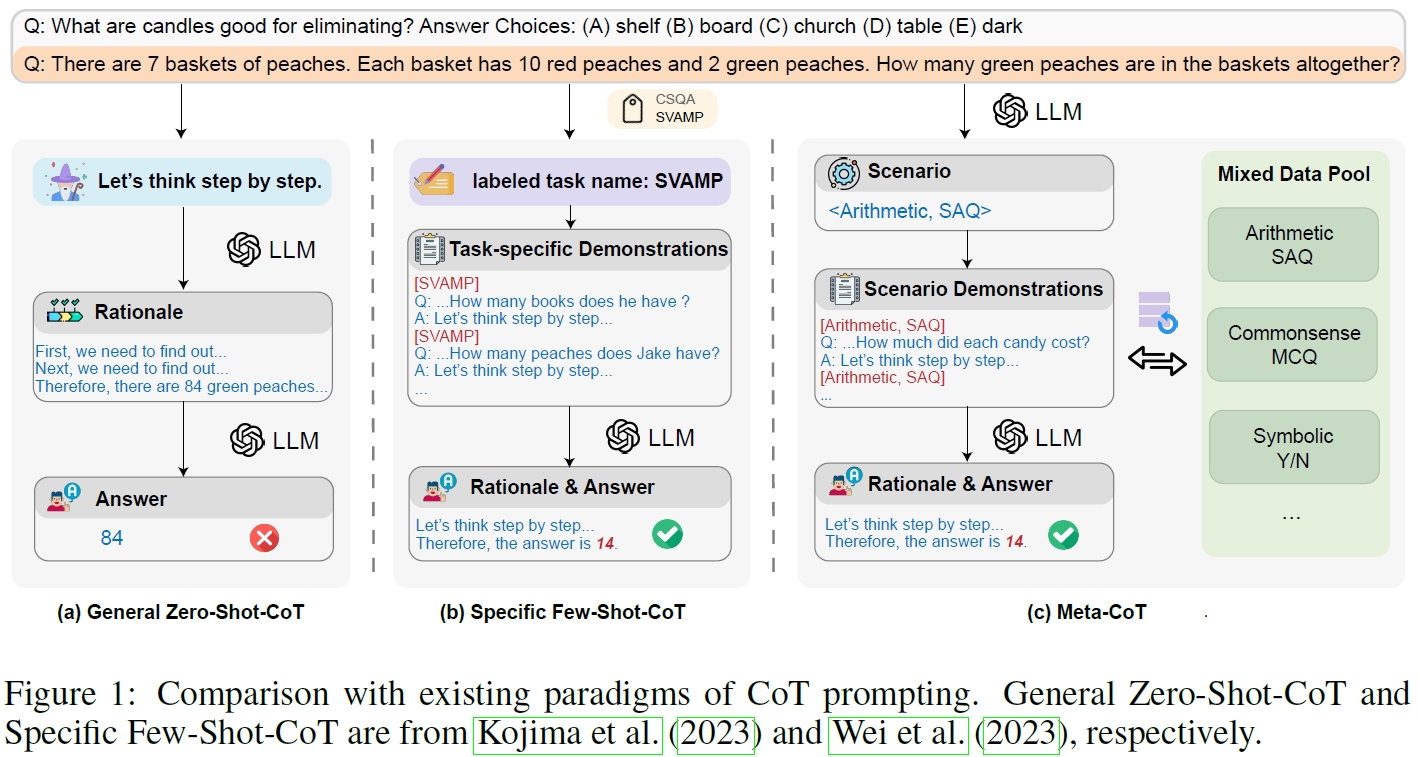 Q: What are candles good for eliminating? Answer Choices: (A) shelf (B) board (C) church (D) table (E) dark
Q: There are 7 baskets of peaches. Each basket has 10 red peaches and 2 green peaches. How many green peaches are in the baskets altogether?
CSQA
SVAMP
LLM
Let's think step by step.
LLM
Rationale
First, we need to find out...
Next, we need to find out...
Therefore, there are 84 green peaches...
LLM
Answer
84
(a) General Zero-Shot-CoT
labeled task name: SVAMP
Task-specific Demonstrations
[SVAMP]
Q: ...How many books does he have ?
A: Let's think step by step...
[SVAMP]
Q: ...How many peaches does Jake have?
A: Let's think step by step...
...
LLM
Rationale & Answer
Let's think step by step...
Therefore, the answer is 14.
(b) Specific Few-Shot-CoT
Scenario
<Arithmetic, SAQ>
Scenario Demonstrations
[Arithmetic, SAQ]
Q: ...How much did each candy cost?
A: Let's think step by step...
[Arithmetic, SAQ]
...
LLM
Rationale & Answer
Let's think step by step...
Therefore, the answer is 14.
Mixed Data Pool
Arithmetic
SAQ
Commonsense
MCQ
Symbolic
Y/N
...
(c) Meta-CoT
.
Figure 1: Comparison with existing paradigms of CoT prompting. General Zero-Shot-CoT and
Specific Few-Shot-CoT are from Kojima et al. (2023) and Wei et al. (2023), respectively.